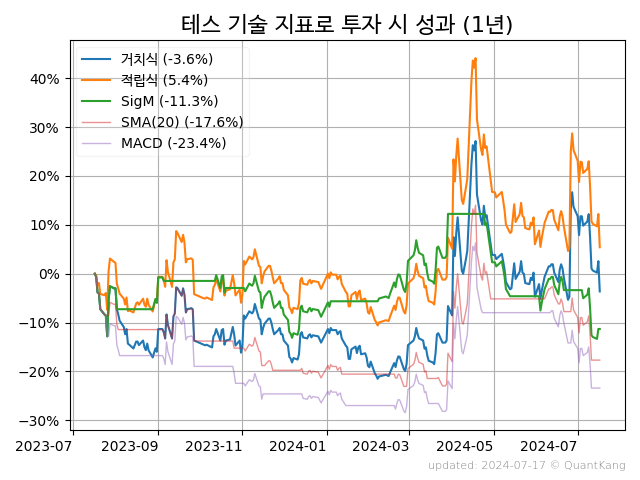 테스 기술 지표로 투자 시 성과 (1년)
거치식 (-3.6%)
적립식 (5.4%)
SigM (-11.3%)
SMA(20) (-17.6%)
MACD (-23.4%)
40%
30%
20%
10%
0%
−10%
−20%
−30%
2023-07 2023-09 2023-11 2024-01 2024-03 2024-05 2024-07
updated: 2024-07-17 © QuantKang